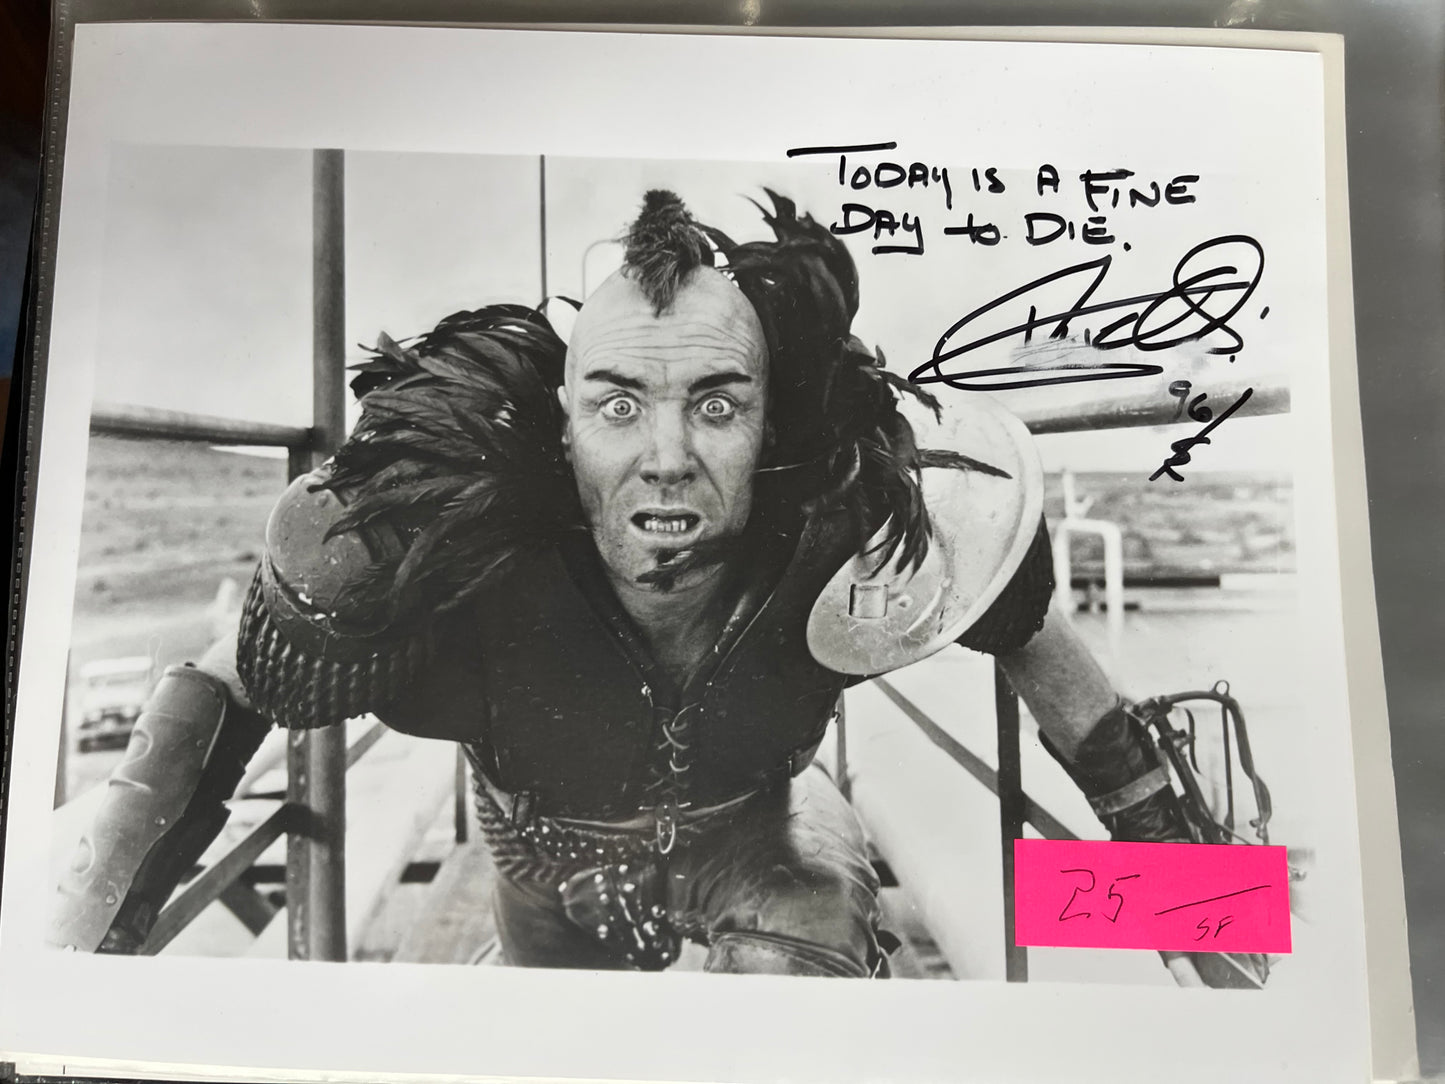 TODAY IS A FINE
DAY to DIE.
96/
25 —
SF